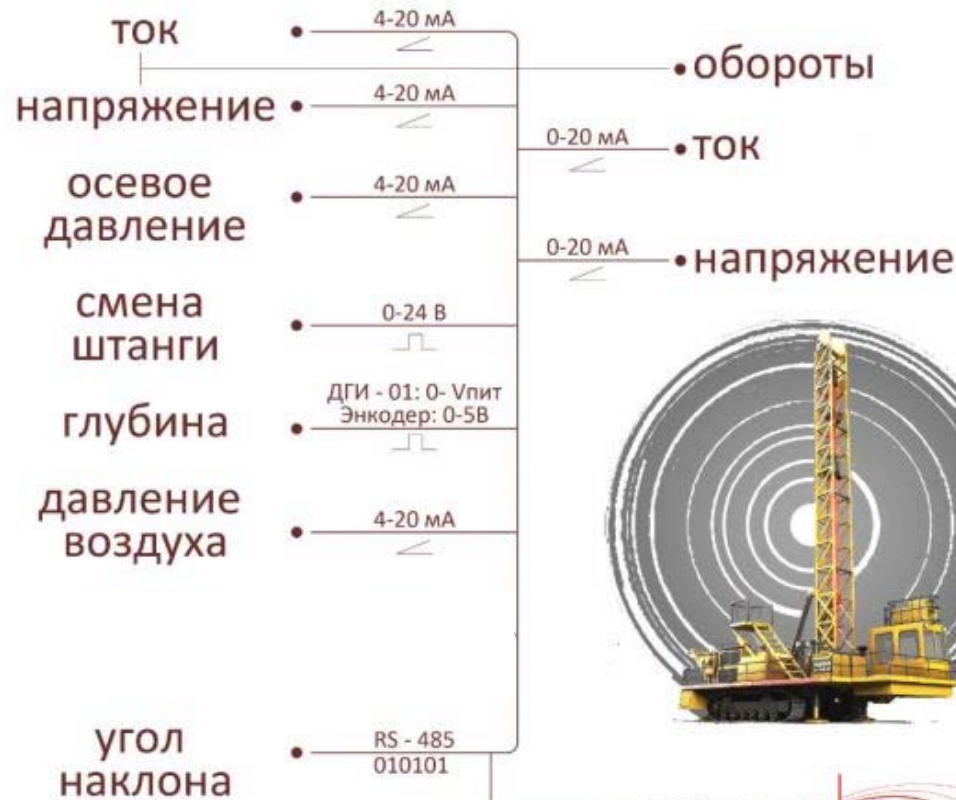 ток
4-20 мА
обороты
напряжение
4-20 мА
0-20 мА
ток
осевое
давление
4-20 мА
0-20 мА
напряжение
смена
штанги
0-24 В
глубина
ДГИ - 01: 0- Vпит
Энкодер: 0-5В
давление
воздуха
4-20 мА
угол
наклона
RS - 485
010101